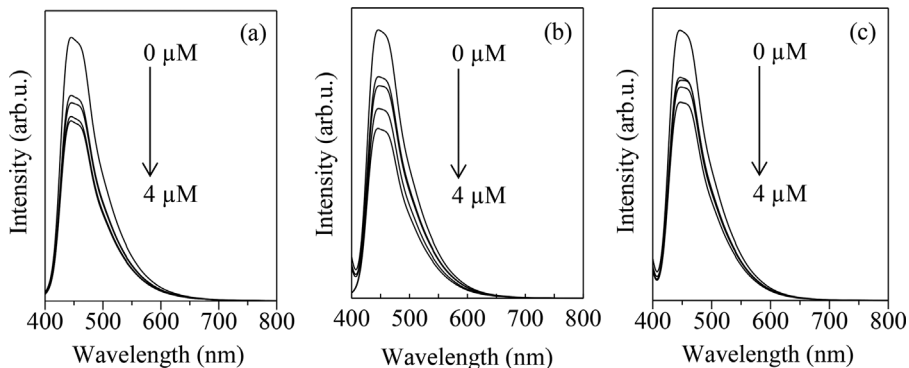 (a)
0 µM
4 µM
Intensity (arb.u.)
400 500 600 700 800
Wavelength (nm)
(b)
0 µM
4 µM
Intensity (arb.u.)
400 500 600 700 800
Wavelength (nm)
(c)
0 µM
4 µM
Intensity (arb.u.)
400 500 600 700 800
Wavelength (nm)